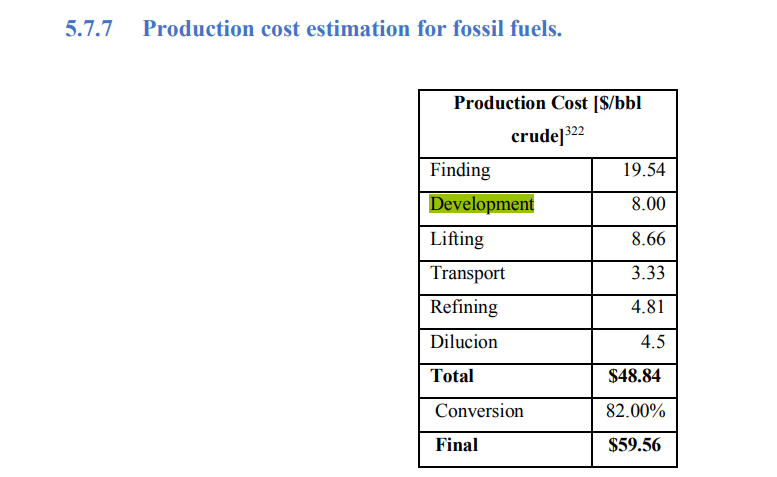 5.7.7 Production cost estimation for fossil fuels.
Production Cost [$/bbl
crude]322
Finding 19.54
Development 8.00
Lifting 8.66
Transport 3.33
Refining 4.81
Dilucion 4.5
Total $48.84
Conversion 82.00%
Final $59.56